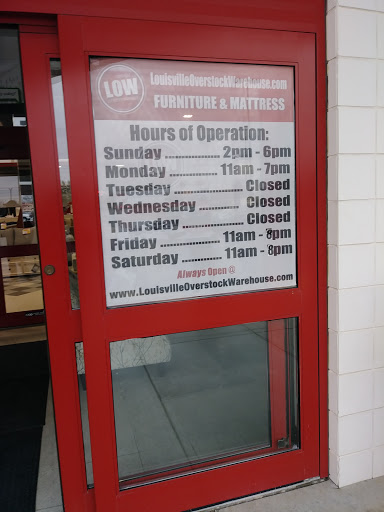 LOW
LouisvilleOverstockWarehouse.com
FURNITURE & MATTRESS
Hours of Operation:
Sunday .............. 2pm - 6pm
Monday ............ 11am - 7pm
Tuesday ................. Closed
Wednesday ............ Closed
Thursday ............... Closed
Friday ............. 11am - 8pm
Saturday .......... 11am - 8pm
Always Open @
www.LouisvilleOverstockWarehouse.com